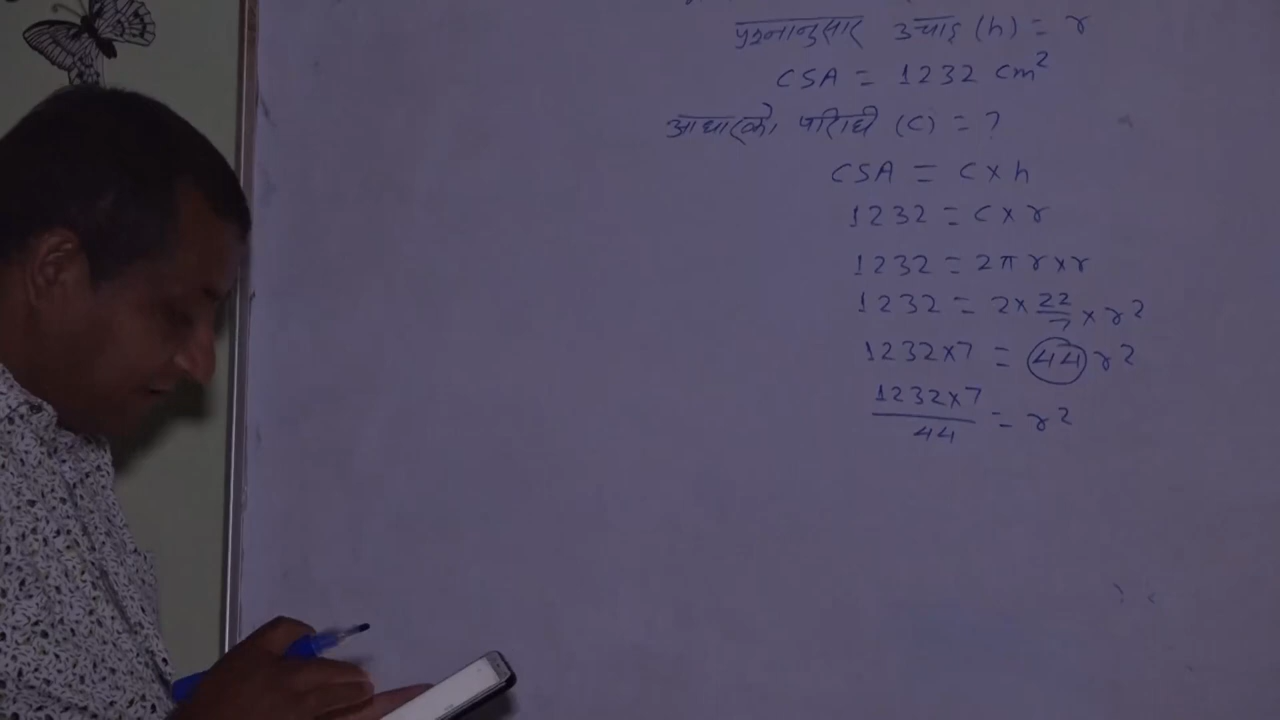 प्रश्नानुसार उचाइ (h) = r
CSA = 1232 cm²
आधारको परिधी (c) = ?
CSA = c x h
1232 = c x r
1232 = 2π r x r
1232 = 2 x 22/7 x r²
1232 x 7 = 44 r²
1232 x 7 / 44 = r²